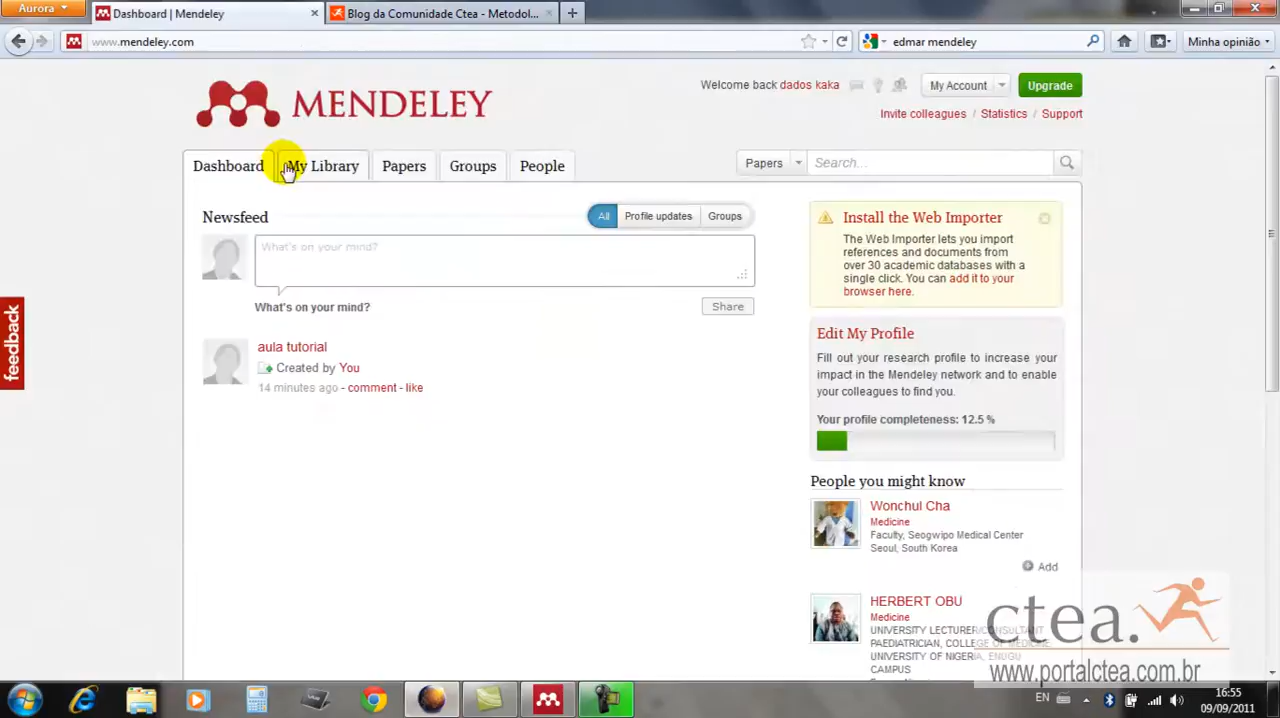 Aurora
Dashboard | Mendeley
Blog da Comunidade Ctea - Metodol...
www.mendeley.com
edmar mendeley
Minha opinião
MENDELEY
Welcome back dados kaka
My Account
Upgrade
Invite colleagues / Statistics / Support
Dashboard
My Library
Papers
Groups
People
Papers
Search...
Newsfeed
All
Profile updates
Groups
What's on your mind?
What's on your mind?
Share
aula tutorial
Created by You
14 minutes ago - comment - like
Install the Web Importer
The Web Importer lets you import
references and documents from
over 30 academic databases with a
single click. You can add it to your
browser here.
Edit My Profile
Fill out your research profile to increase your
impact in the Mendeley network and to enable
your colleagues to find you.
Your profile completeness: 12.5 %
People you might know
Wonchul Cha
Medicine
Faculty, Seogwipo Medical Center
Seoul, South Korea
Add
HERBERT OBU
Medicine
UNIVERSITY LECTURER/CONSULTANT
PAEDIATRICIAN, COLLEGE OF MEDICINE,
UNIVERSITY OF NIGERIA, ENUGU
CAMPUS
feedback
ctea.
www.portalctea.com.br
EN
16:55
09/09/2011